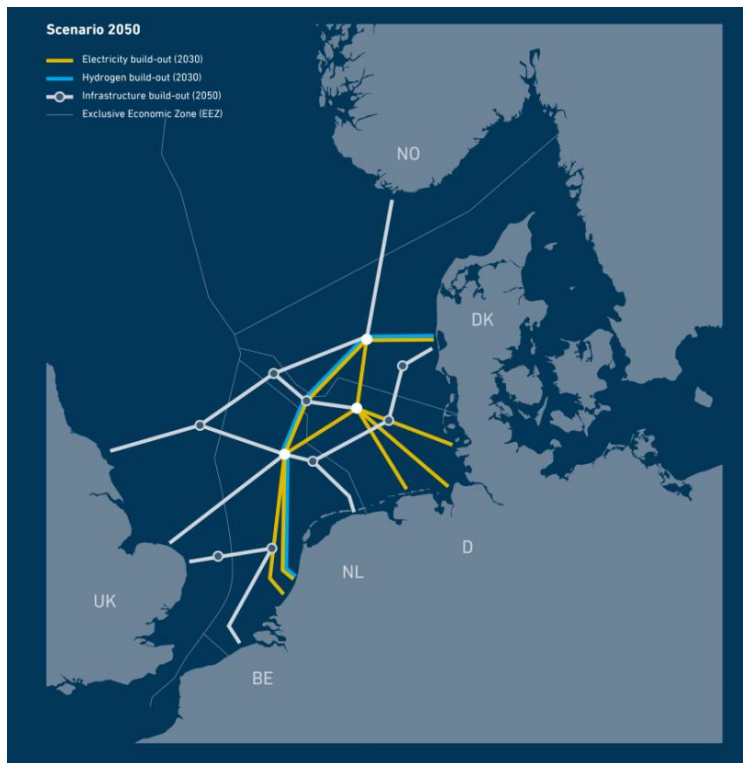 Scenario 2050
Electricity build-out (2030)
Hydrogen build-out (2030)
Infrastructure build-out (2050)
Exclusive Economic Zone (EEZ)
NO
DK
D
NL
UK
BE